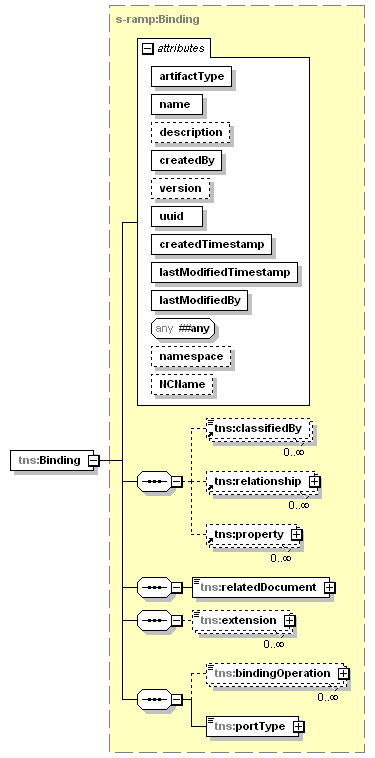 s-ramp:Binding
attributes
artifactType
name
description
createdBy
version
uuid
createdTimestamp
lastModifiedTimestamp
lastModifiedBy
any ##any
namespace
NCName
tns:classifiedBy
0..∞
tns:Binding
tns:relationship
0..∞
tns:property
0..∞
tns:relatedDocument
tns:extension
0..∞
tns:bindingOperation
0..∞
tns:portType